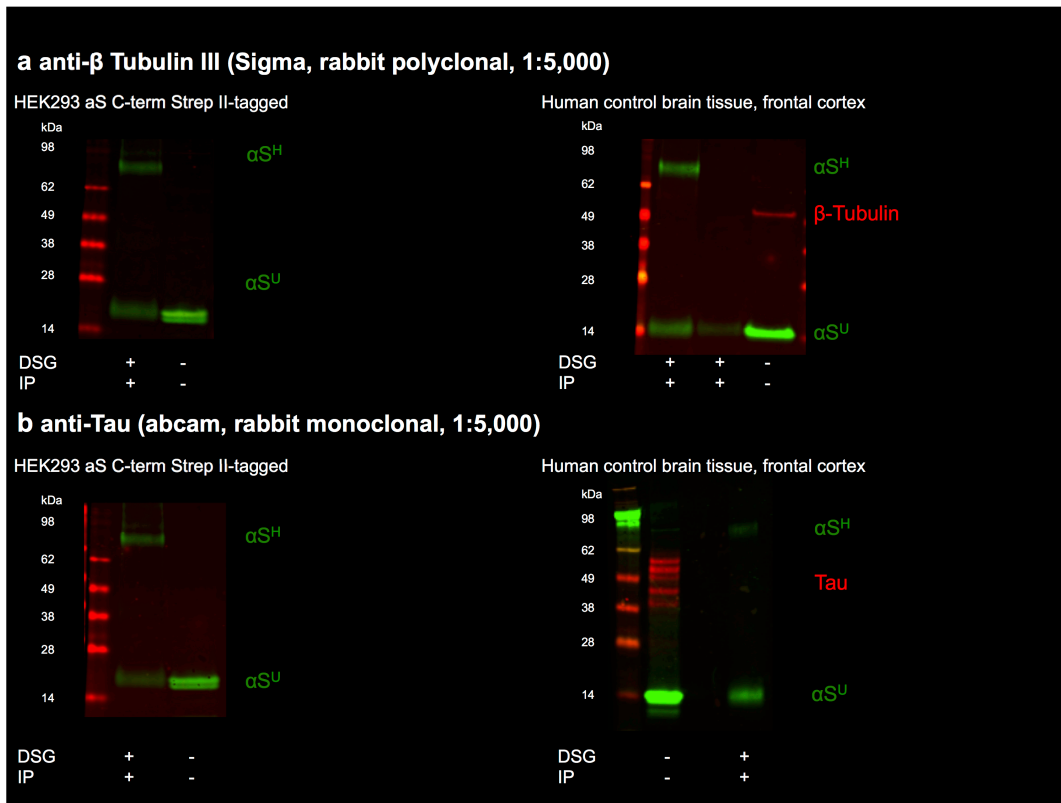 a anti-β Tubulin III (Sigma, rabbit polyclonal, 1:5,000)
HEK293 aS C-term Strep II-tagged
kDa
98
62
49
38
28
14
αSᴴ
αSᵁ
DSG + -
IP + -
Human control brain tissue, frontal cortex
kDa
98
62
49
38
28
14
αSᴴ
β-Tubulin
αSᵁ
DSG + + -
IP + + -
b anti-Tau (abcam, rabbit monoclonal, 1:5,000)
HEK293 aS C-term Strep II-tagged
kDa
98
62
49
38
28
14
αSᴴ
αSᵁ
DSG + -
IP + -
Human control brain tissue, frontal cortex
kDa
98
62
49
38
28
14
αSᴴ
Tau
αSᵁ
DSG - +
IP - +